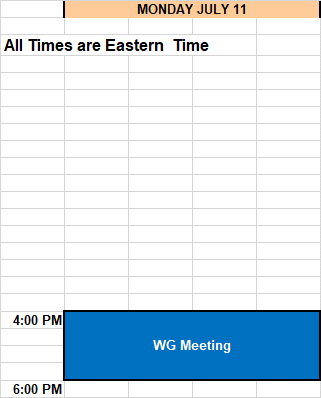 MONDAY JULY 11
All Times are Eastern  Time
4:00 PM
WG Meeting
6:00 PM